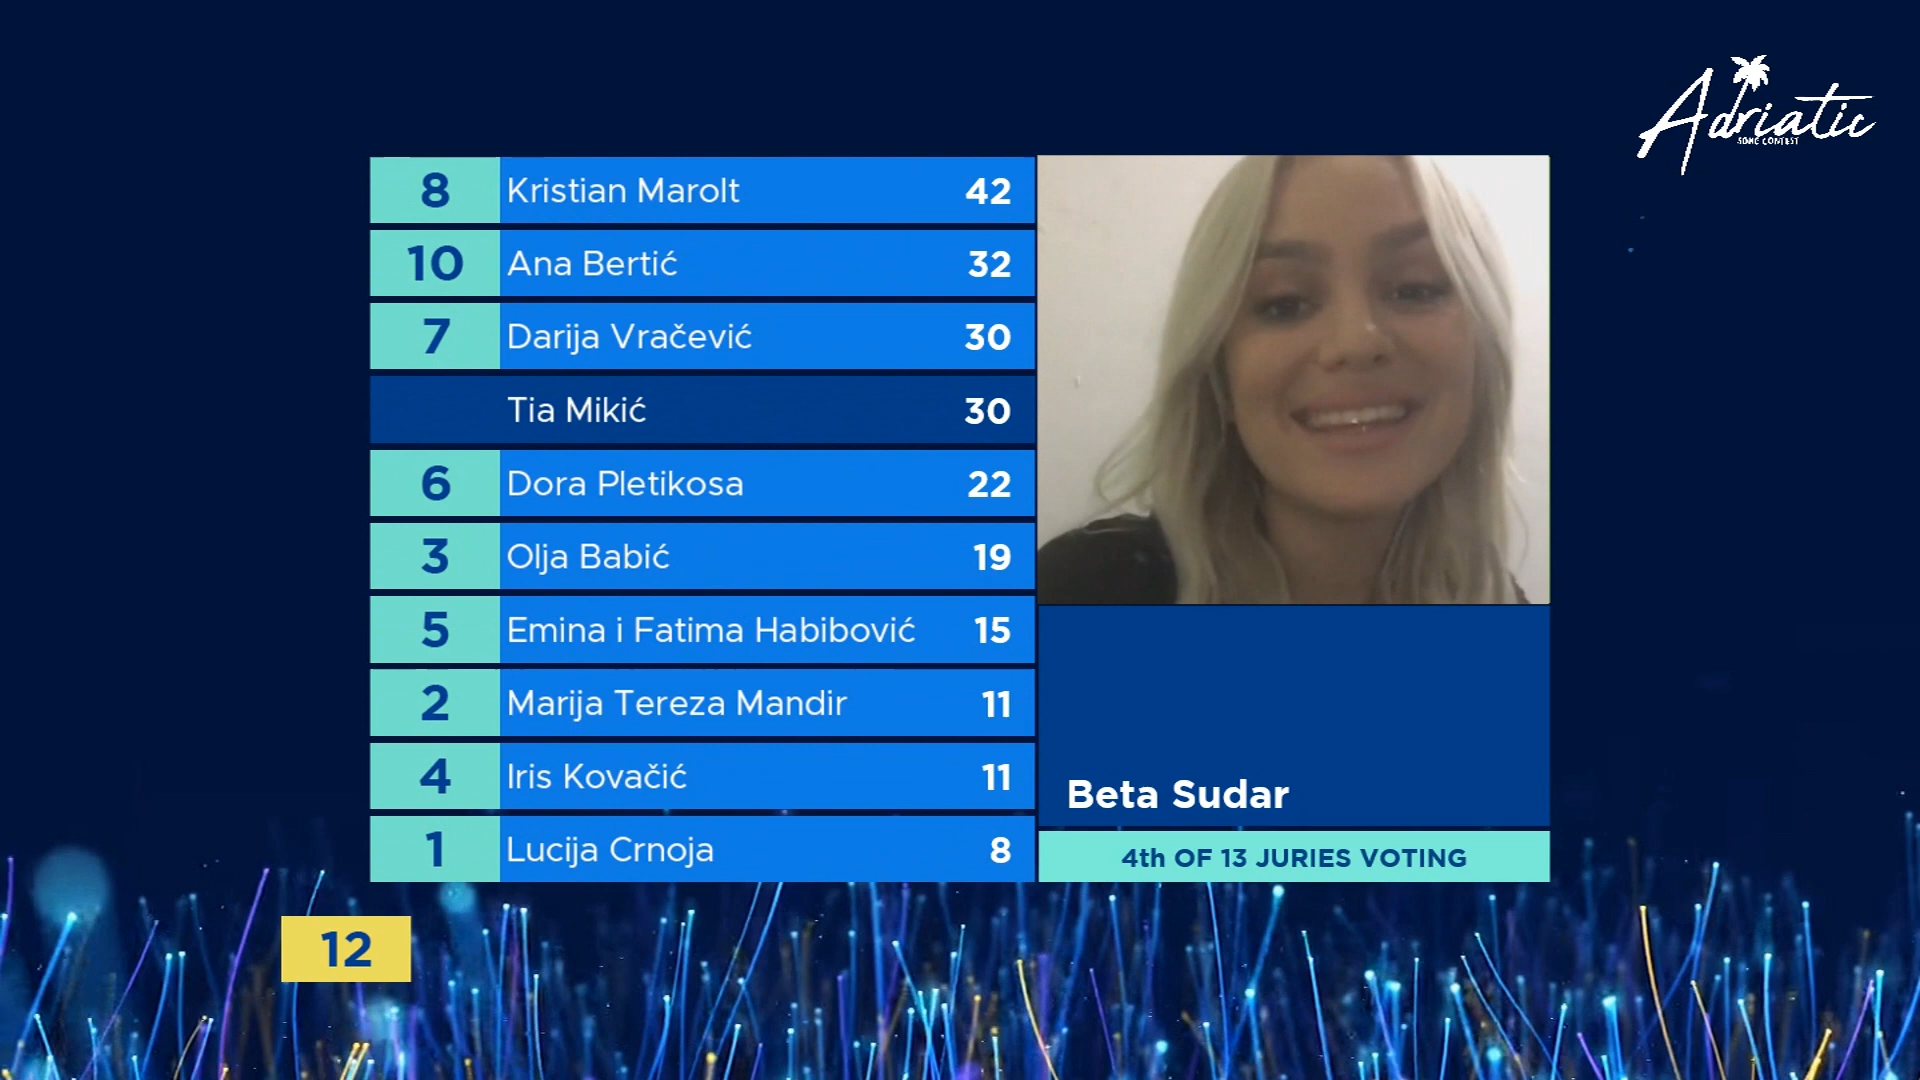 Adriatic
SONG CONTEST
8 Kristian Marolt 42
10 Ana Bertić 32
7 Darija Vračević 30
Tia Mikić 30
6 Dora Pletikosa 22
3 Olja Babić 19
5 Emina i Fatima Habibović 15
2 Marija Tereza Mandir 11
4 Iris Kovačić 11
1 Lucija Crnoja 8
Beta Sudar
4th OF 13 JURIES VOTING
12